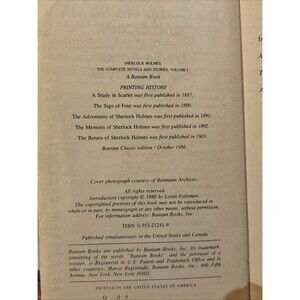 SHERLOCK HOLMES:
THE COMPLETE NOVELS AND STORIES, VOLUME I
A Bantam Book
PRINTING HISTORY
A Study in Scarlet was first published in 1887.
The Sign of Four was first published in 1890.
The Adventures of Sherlock Holmes was first published in 1891.
The Memoirs of Sherlock Holmes was first published in 1892.
The Return of Sherlock Holmes was first published in 1903.
Bantam Classic edition / October 1986
Cover photograph courtesy of Bettmann Archives.
All rights reserved.
Introduction copyright © 1986 by Loren Estleman.
The copyrighted portions of this book may not be reproduced in
whole or in part, by mimeograph or any other means, without permission.
For information address: Bantam Books, Inc.
ISBN 0-553-21241-9
Published simultaneously in the United States and Canada
Bantam Books are published by Bantam Books, Inc. Its trademark,
consisting of the words "Bantam Books" and the portrayal of a
rooster, is Registered in U.S. Patent and Trademark Office and in
other countries. Marca Registrada. Bantam Books, Inc., 666 Fifth
Avenue, New York, New York
PRINTED IN THE UNITED STATES OF AMERICA